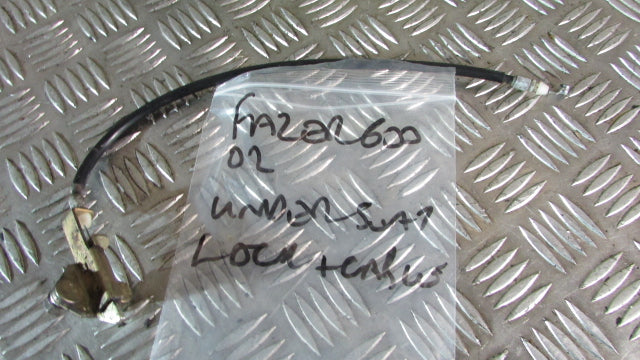 FAZER 600
02
UNDER SEAT
LOCK + CABLE